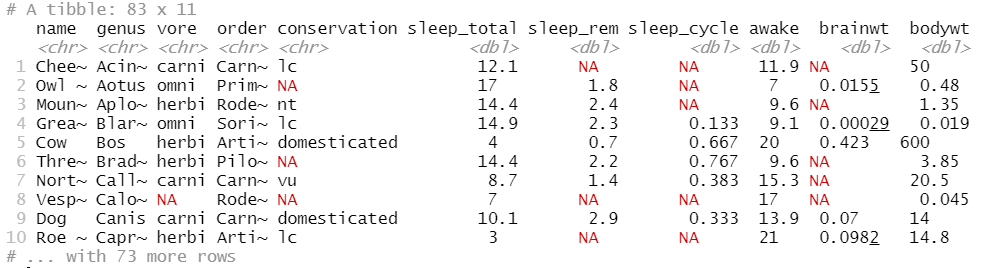 # A tibble: 83 x 11
name genus vore order conservation sleep_total sleep_rem sleep_cycle awake brainwt bodywt
<chr> <chr> <chr> <chr> <chr> <dbl> <dbl> <dbl> <dbl> <dbl> <dbl>
1 Chee~ Acin~ carni Carn~ lc 12.1 NA NA 11.9 NA 50
2 Owl ~ Aotus omni Prim~ NA 17 1.8 NA 7 0.0155 0.48
3 Moun~ Aplo~ herbi Rode~ nt 14.4 2.4 NA 9.6 NA 1.35
4 Grea~ Blar~ omni Sori~ lc 14.9 2.3 0.133 9.1 0.00029 0.019
5 Cow Bos herbi Arti~ domesticated 4 0.7 0.667 20 0.423 600
6 Thre~ Brad~ herbi Pilo~ NA 14.4 2.2 0.767 9.6 NA 3.85
7 Nort~ Call~ carni Carn~ vu 8.7 1.4 0.383 15.3 NA 20.5
8 Vesp~ Calo~ NA Rode~ NA 7 NA NA 17 NA 0.045
9 Dog Canis carni Carn~ domesticated 10.1 2.9 0.333 13.9 0.07 14
10 Roe ~ Capr~ herbi Arti~ lc 3 NA NA 21 0.0982 14.8
# ... with 73 more rows